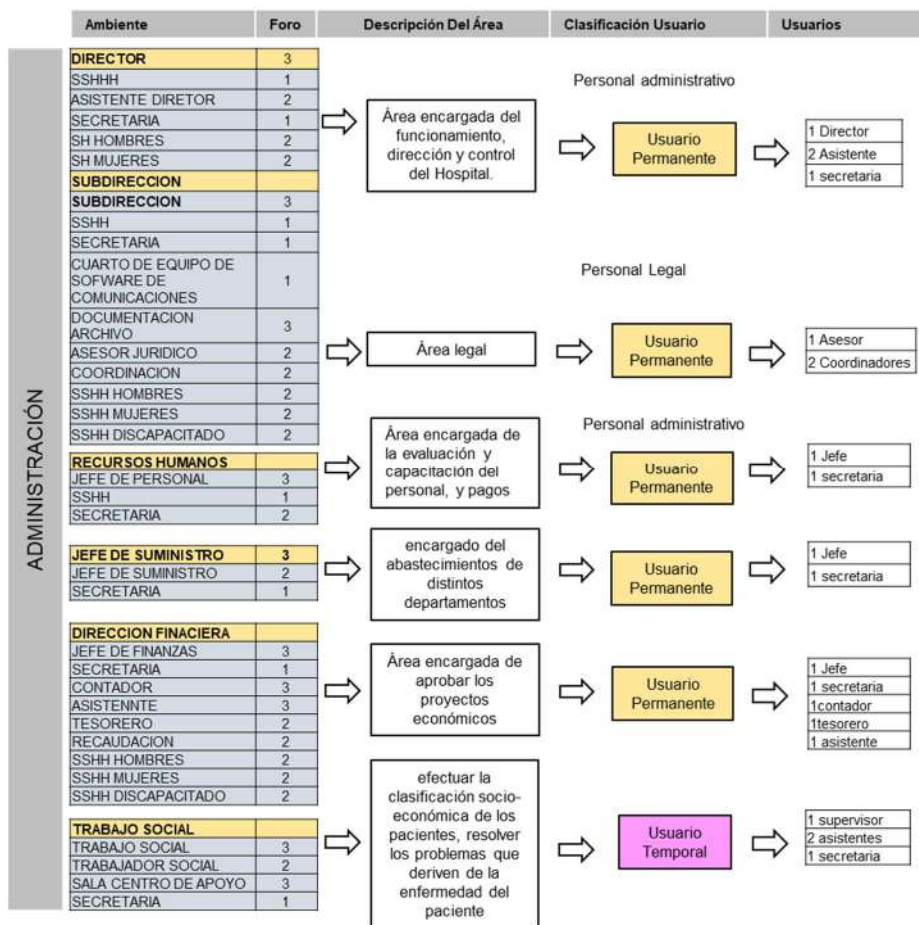 Ambiente Foro Descripción Del Área Clasificación Usuario Usuarios
ADMINISTRACIÓN
DIRECTOR 3
SSHHH 1
ASISTENTE DIRETOR 2
SECRETARIA 1
SH HOMBRES 2
SH MUJERES 2
SUBDIRECCION
SUBDIRECCION 3
SSHH 1
SECRETARIA 1
CUARTO DE EQUIPO DE
SOFWARE DE
COMUNICACIONES 1
DOCUMENTACION
ARCHIVO 3
ASESOR JURIDICO 2
COORDINACION 2
SSHH HOMBRES 2
SSHH MUJERES 2
SSHH DISCAPACITADO 2
Área encargada del
funcionamiento,
dirección y control
del Hospital.
Personal administrativo
Usuario
Permanente
1 Director
2 Asistente
1 secretaria
Área legal
Personal Legal
Usuario
Permanente
1 Asesor
2 Coordinadores
RECURSOS HUMANOS
JEFE DE PERSONAL 3
SSHH 1
SECRETARIA 2
Área encargada de
la evaluación y
capacitación del
personal, y pagos
Personal administrativo
Usuario
Permanente
1 Jefe
1 secretaria
JEFE DE SUMINISTRO 3
JEFE DE SUMINISTRO 2
SECRETARIA 1
encargado del
abastecimientos de
distintos
departamentos
Usuario
Permanente
1 Jefe
1 secretaria
DIRECCION FINACIERA
JEFE DE FINANZAS 3
SECRETARIA 1
CONTADOR 3
ASISTENNTE 3
TESORERO 2
RECAUDACION 2
SSHH HOMBRES 2
SSHH MUJERES 2
SSHH DISCAPACITADO 2
Área encargada de
aprobar los
proyectos
económicos
Usuario
Permanente
1 Jefe
1 secretaria
1contador
1tesorero
1 asistente
TRABAJO SOCIAL
TRABAJO SOCIAL 3
TRABAJADOR SOCIAL 2
SALA CENTRO DE APOYO 3
SECRETARIA 1
efectuar la
clasificación socio-
económica de los
pacientes, resolver
los problemas que
deriven de la
enfermedad del
paciente
Usuario
Temporal
1 supervisor
2 asistentes
1 secretaria